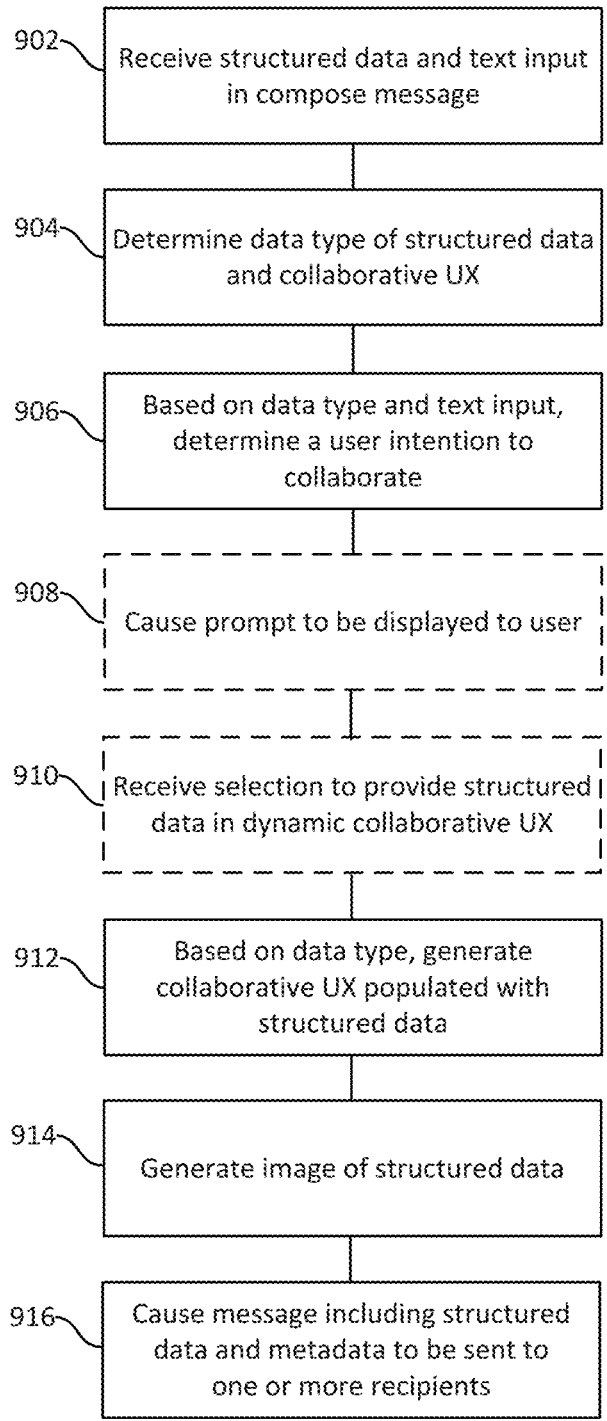 902
Receive structured data and text input
in compose message
904
Determine data type of structured data
and collaborative UX
906
Based on data type and text input,
determine a user intention to
collaborate
908
Cause prompt to be displayed to user
910
Receive selection to provide structured
data in dynamic collaborative UX
912
Based on data type, generate
collaborative UX populated with
structured data
914
Generate image of structured data
916
Cause message including structured
data and metadata to be sent to
one or more recipients